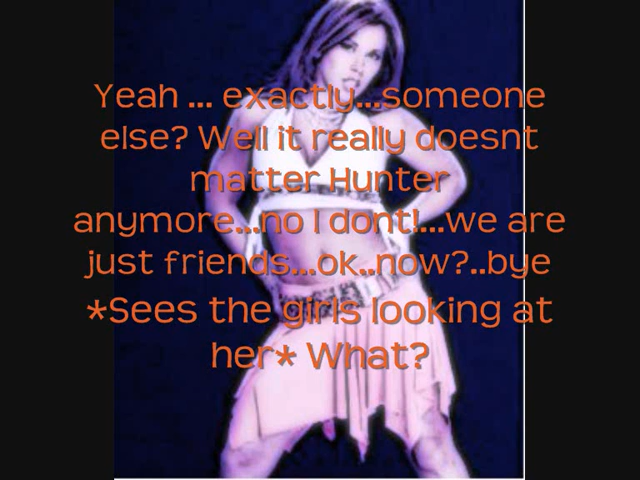 Yeah ... exactly...someone
else? Well it really doesnt
matter Hunter
anymore...no I dont!...we are
just friends...ok..now?..bye
*Sees the girls looking at
her* What?